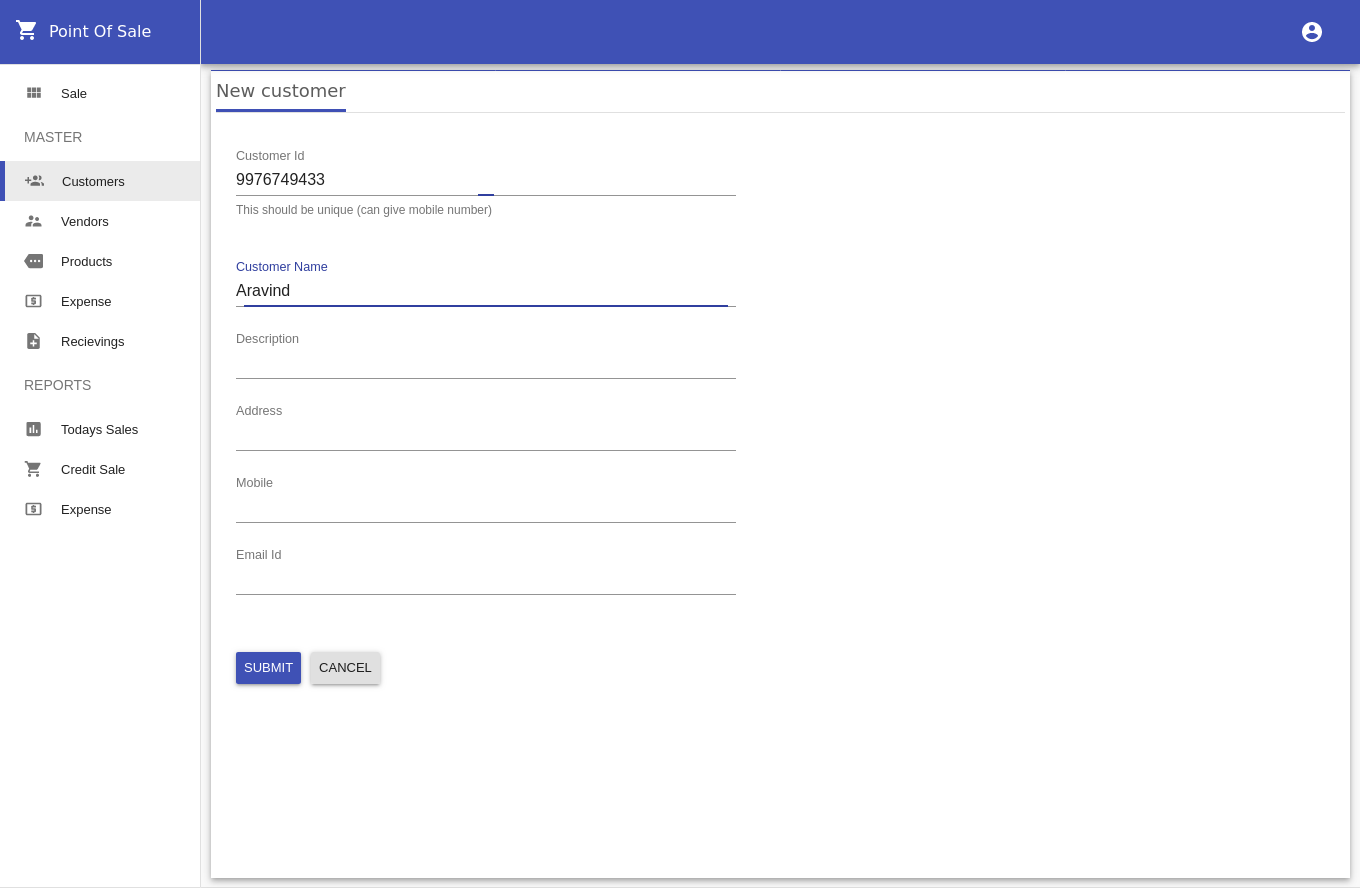 Point Of Sale
Sale
MASTER
Customers
Vendors
Products
Expense
Recievings
REPORTS
Todays Sales
Credit Sale
Expense
New customer
Customer Id
9976749433
This should be unique (can give mobile number)
Customer Name
Aravind
Description
Address
Mobile
Email Id
SUBMIT CANCEL